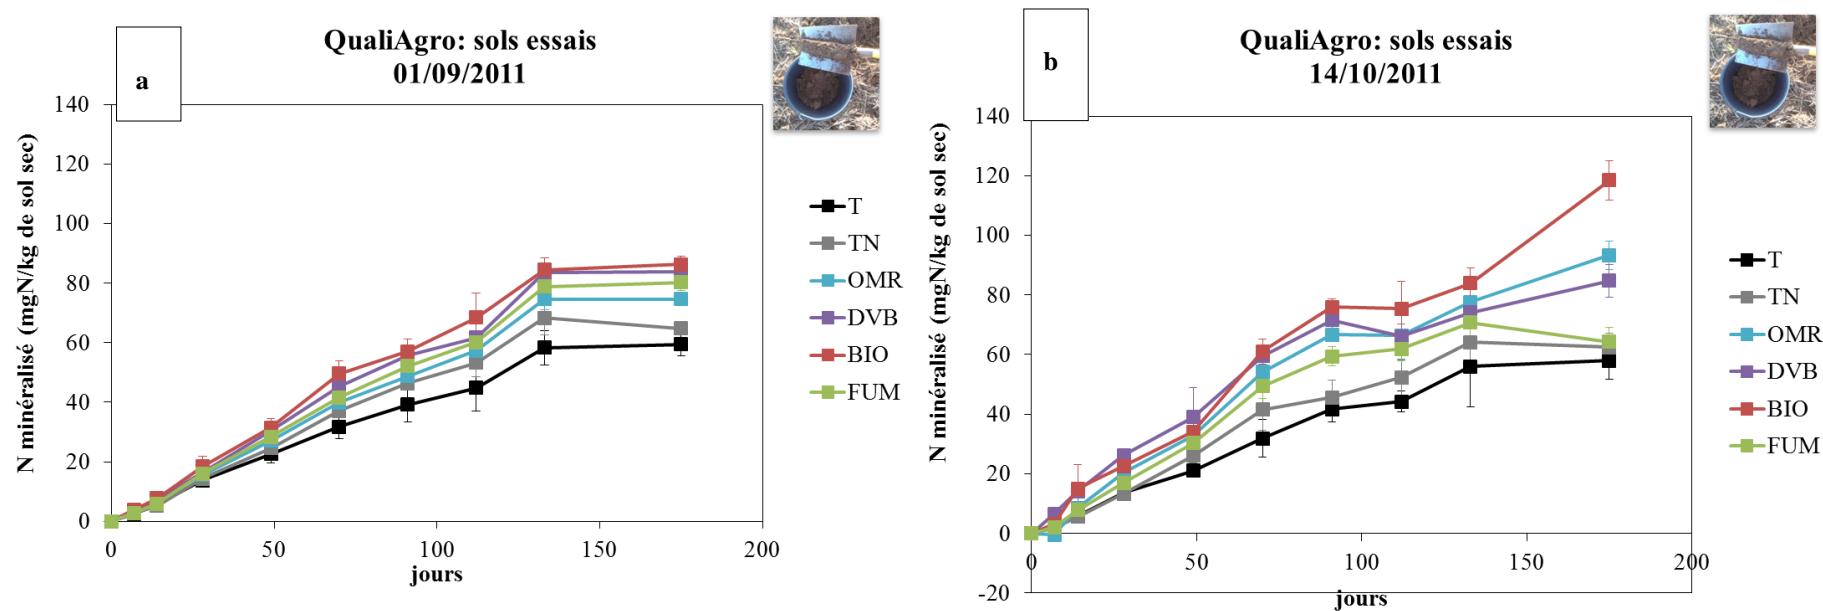 a
QualiAgro: sols essais
01/09/2011
N minéralisé (mgN/kg de sol sec)
140
120
100
80
60
40
20
0
0 50 100 150 200
jours
T
TN
OMR
DVB
BIO
FUM
b
QualiAgro: sols essais
14/10/2011
N minéralisé (mgN/kg de sol sec)
140
120
100
80
60
40
20
0
-20
0 50 100 150 200
jours
T
TN
OMR
DVB
BIO
FUM